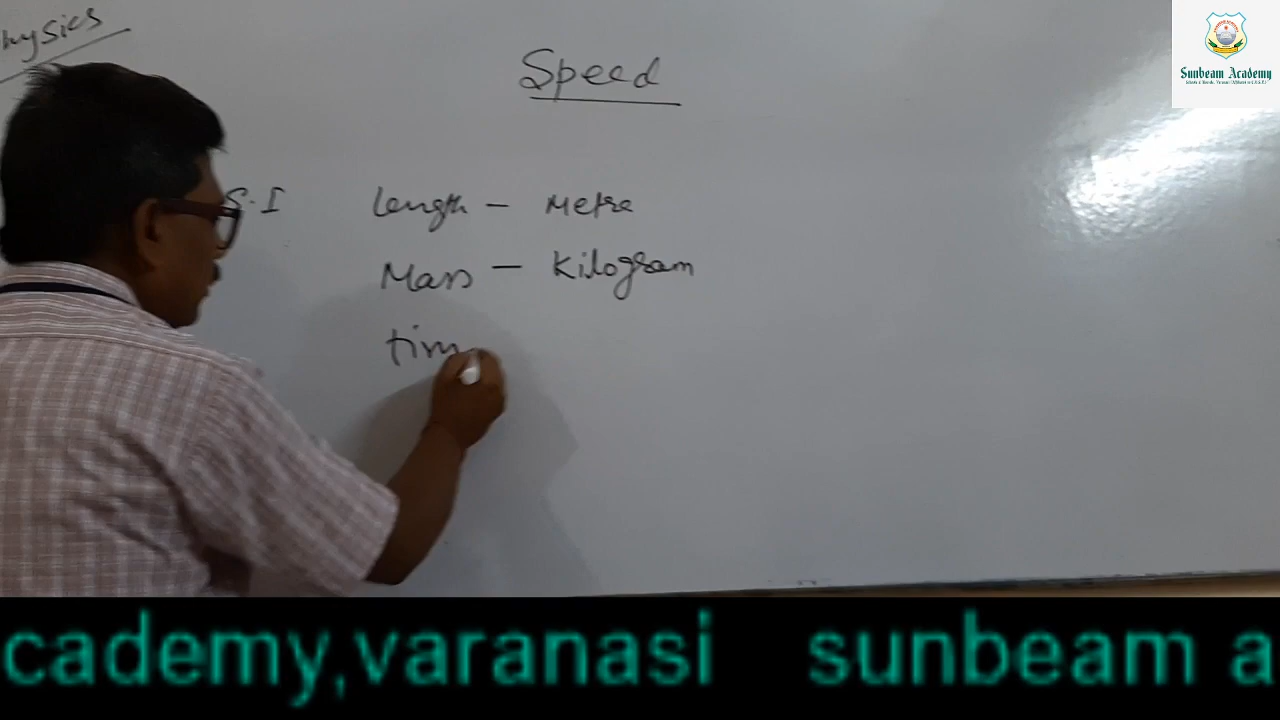 hysics
Speed
S.I Length - Metre
Mass - Kilogram
tim
Sunbeam Academy
cademy,varanasi sunbeam a